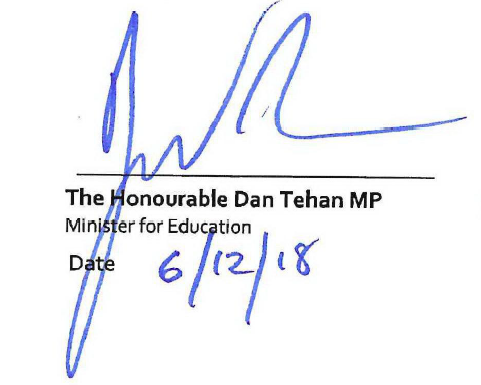 The Honourable Dan Tehan MP
Minister for Education
Date 6/12/18